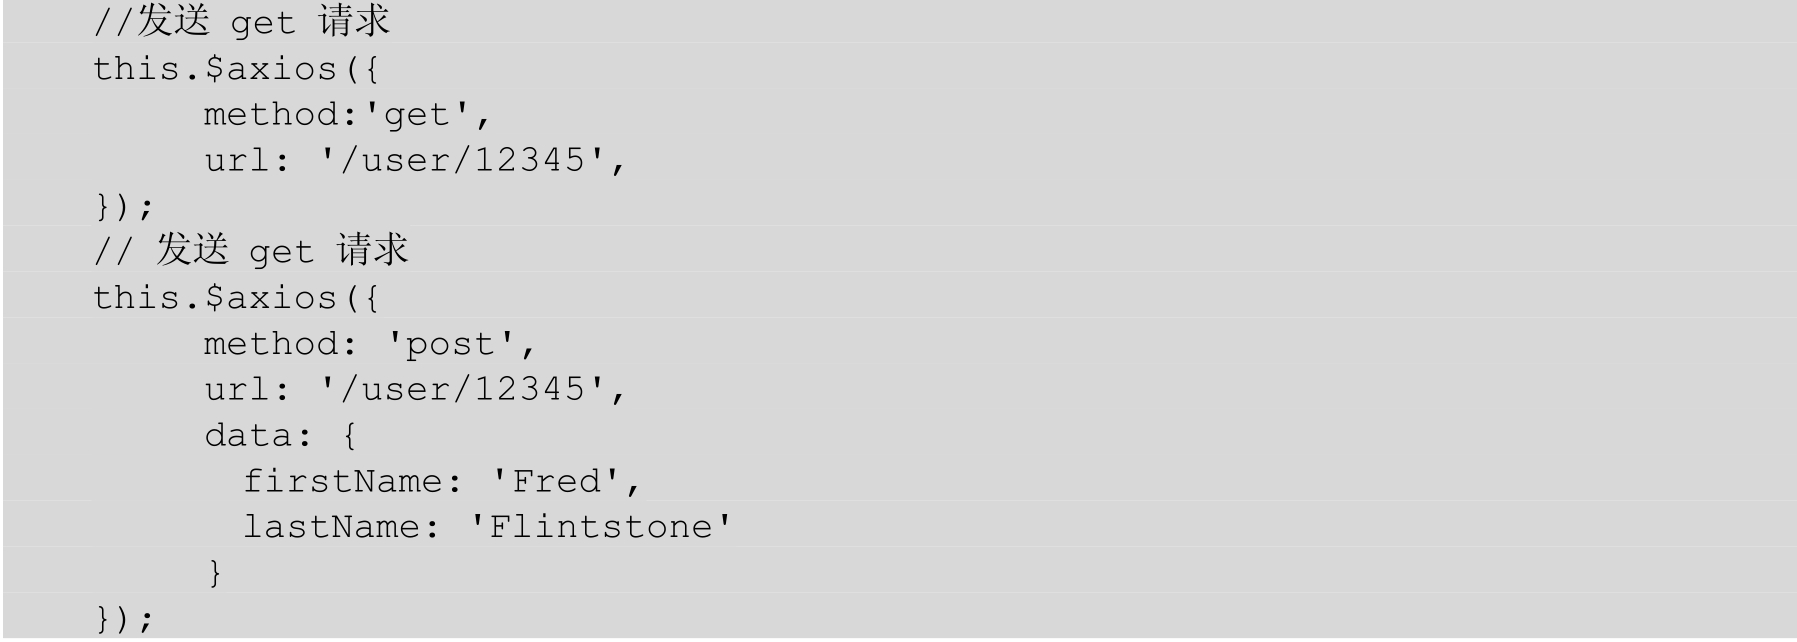 //发送 get 请求
this.$axios({
method:'get',
url: '/user/12345',
});
// 发送 get 请求
this.$axios({
method: 'post',
url: '/user/12345',
data: {
firstName: 'Fred',
lastName: 'Flintstone'
}
});